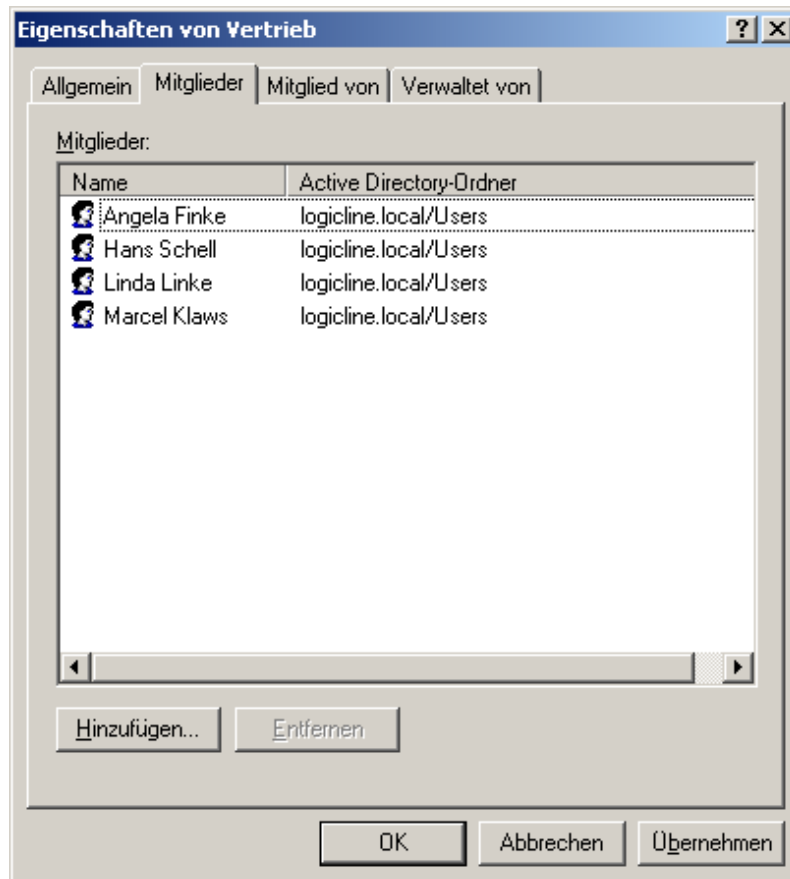 Eigenschaften von Vertrieb ? X
Allgemein Mitglieder Mitglied von Verwaltet von
Mitglieder:
Name Active Directory-Ordner
Angela Finke logicline.local/Users
Hans Schell logicline.local/Users
Linda Linke logicline.local/Users
Marcel Klaws logicline.local/Users
Hinzufügen... Entfernen
OK Abbrechen Übernehmen